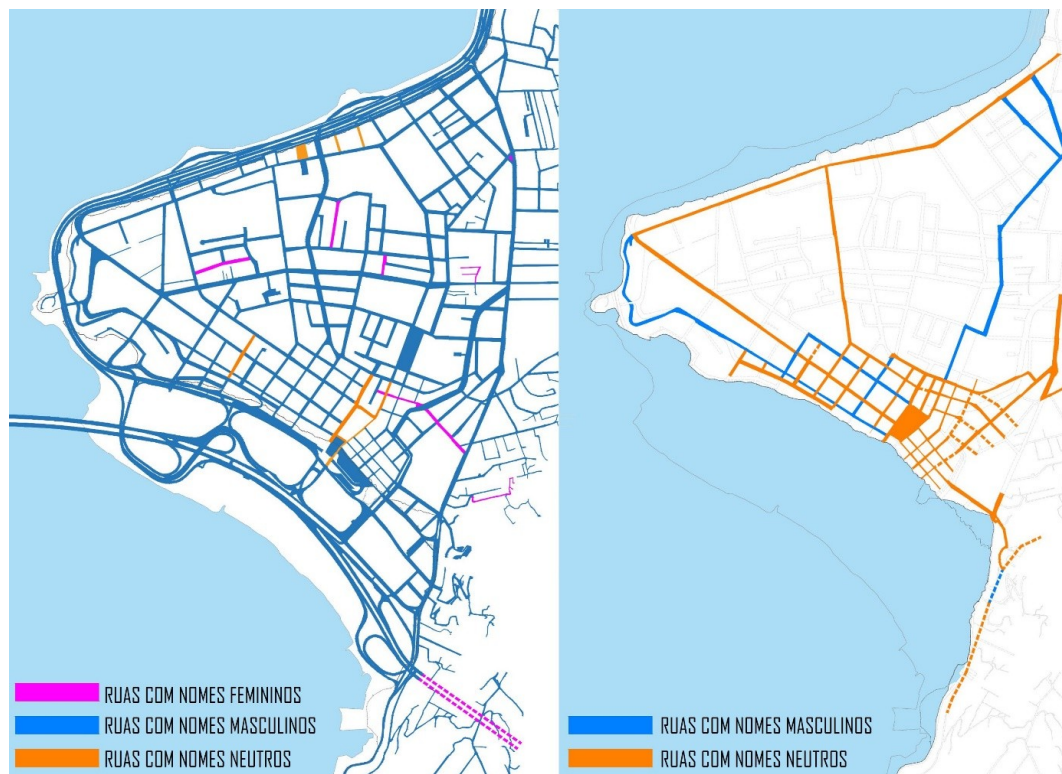 RUAS COM NOMES FEMININOS
RUAS COM NOMES MASCULINOS
RUAS COM NOMES NEUTROS
RUAS COM NOMES MASCULINOS
RUAS COM NOMES NEUTROS